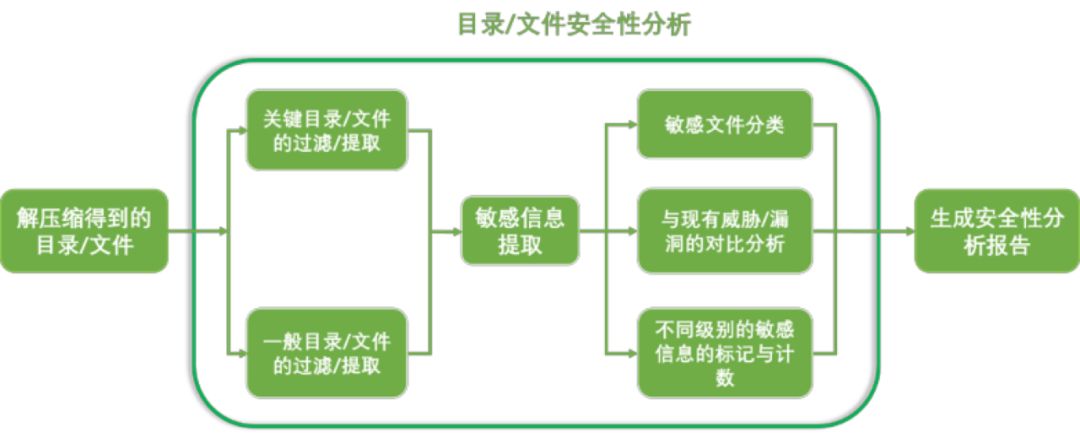 目录/文件安全性分析
解压缩得到的
目录/文件
关键目录/文件
的过滤/提取
一般目录/文件
的过滤/提取
敏感信息
提取
敏感文件分类
与现有威胁/漏
洞的对比分析
不同级别的敏感
信息的标记与计
数
生成安全性分
析报告